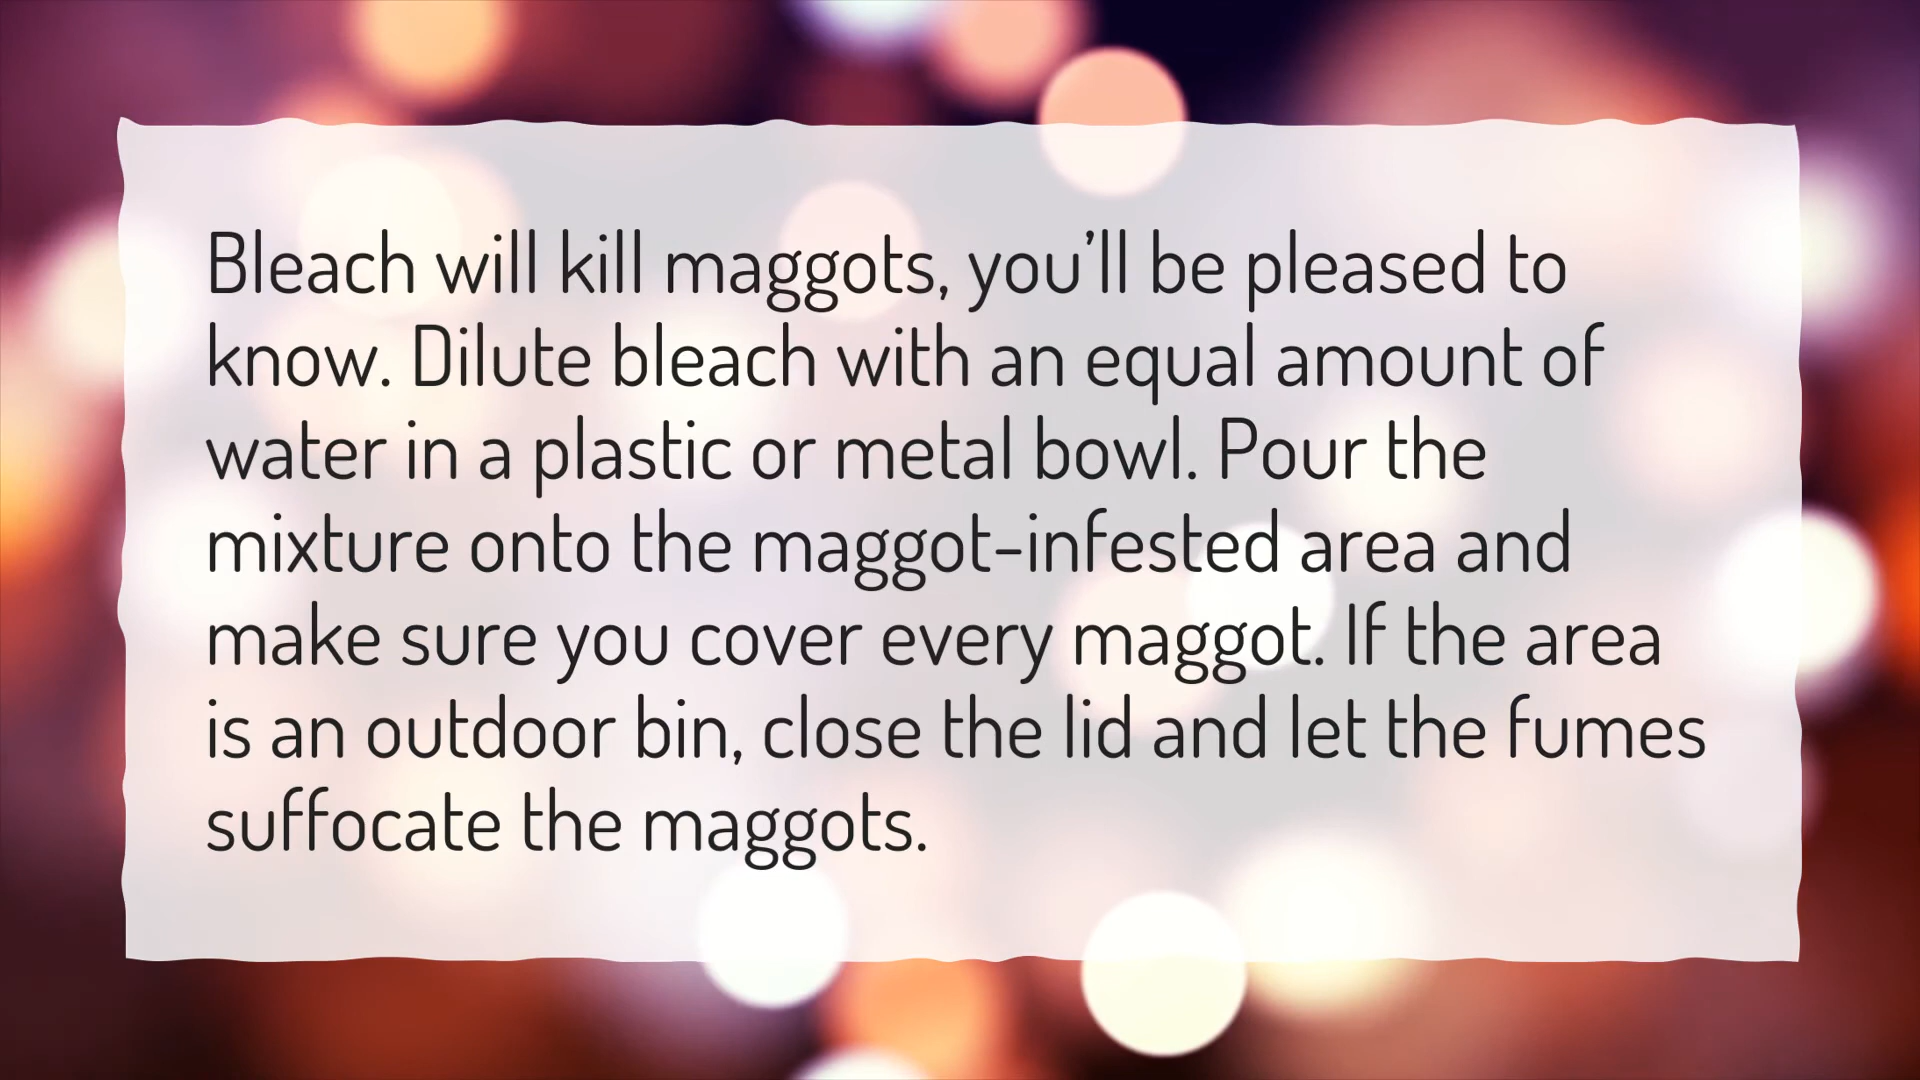 Bleach will kill maggots, you’ll be pleased to
know. Dilute bleach with an equal amount of
water in a plastic or metal bowl. Pour the
mixture onto the maggot-infested area and
make sure you cover every maggot. If the area
is an outdoor bin, close the lid and let the fumes
suffocate the maggots.